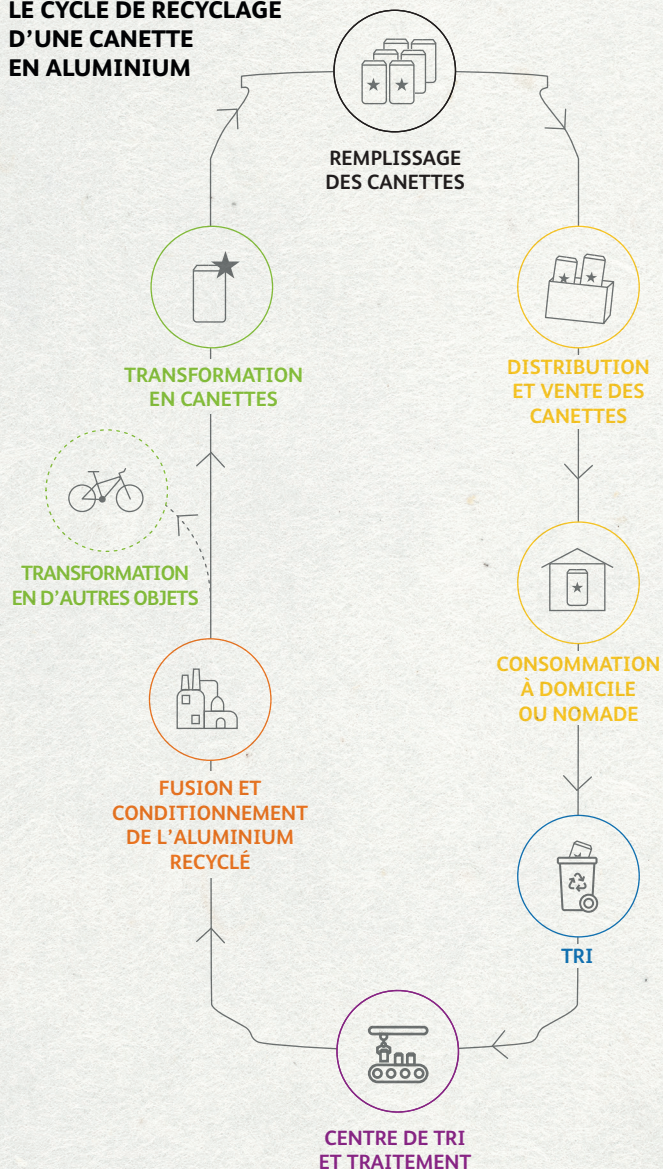 LE CYCLE DE RECYCLAGE
D’UNE CANETTE
EN ALUMINIUM
REMPLISSAGE
DES CANETTES
DISTRIBUTION
ET VENTE DES
CANETTES
CONSOMMATION
À DOMICILE
OU NOMADE
TRI
CENTRE DE TRI
ET TRAITEMENT
FUSION ET
CONDITIONNEMENT
DE L’ALUMINIUM
RECYCLÉ
TRANSFORMATION
EN D’AUTRES OBJETS
TRANSFORMATION
EN CANETTES